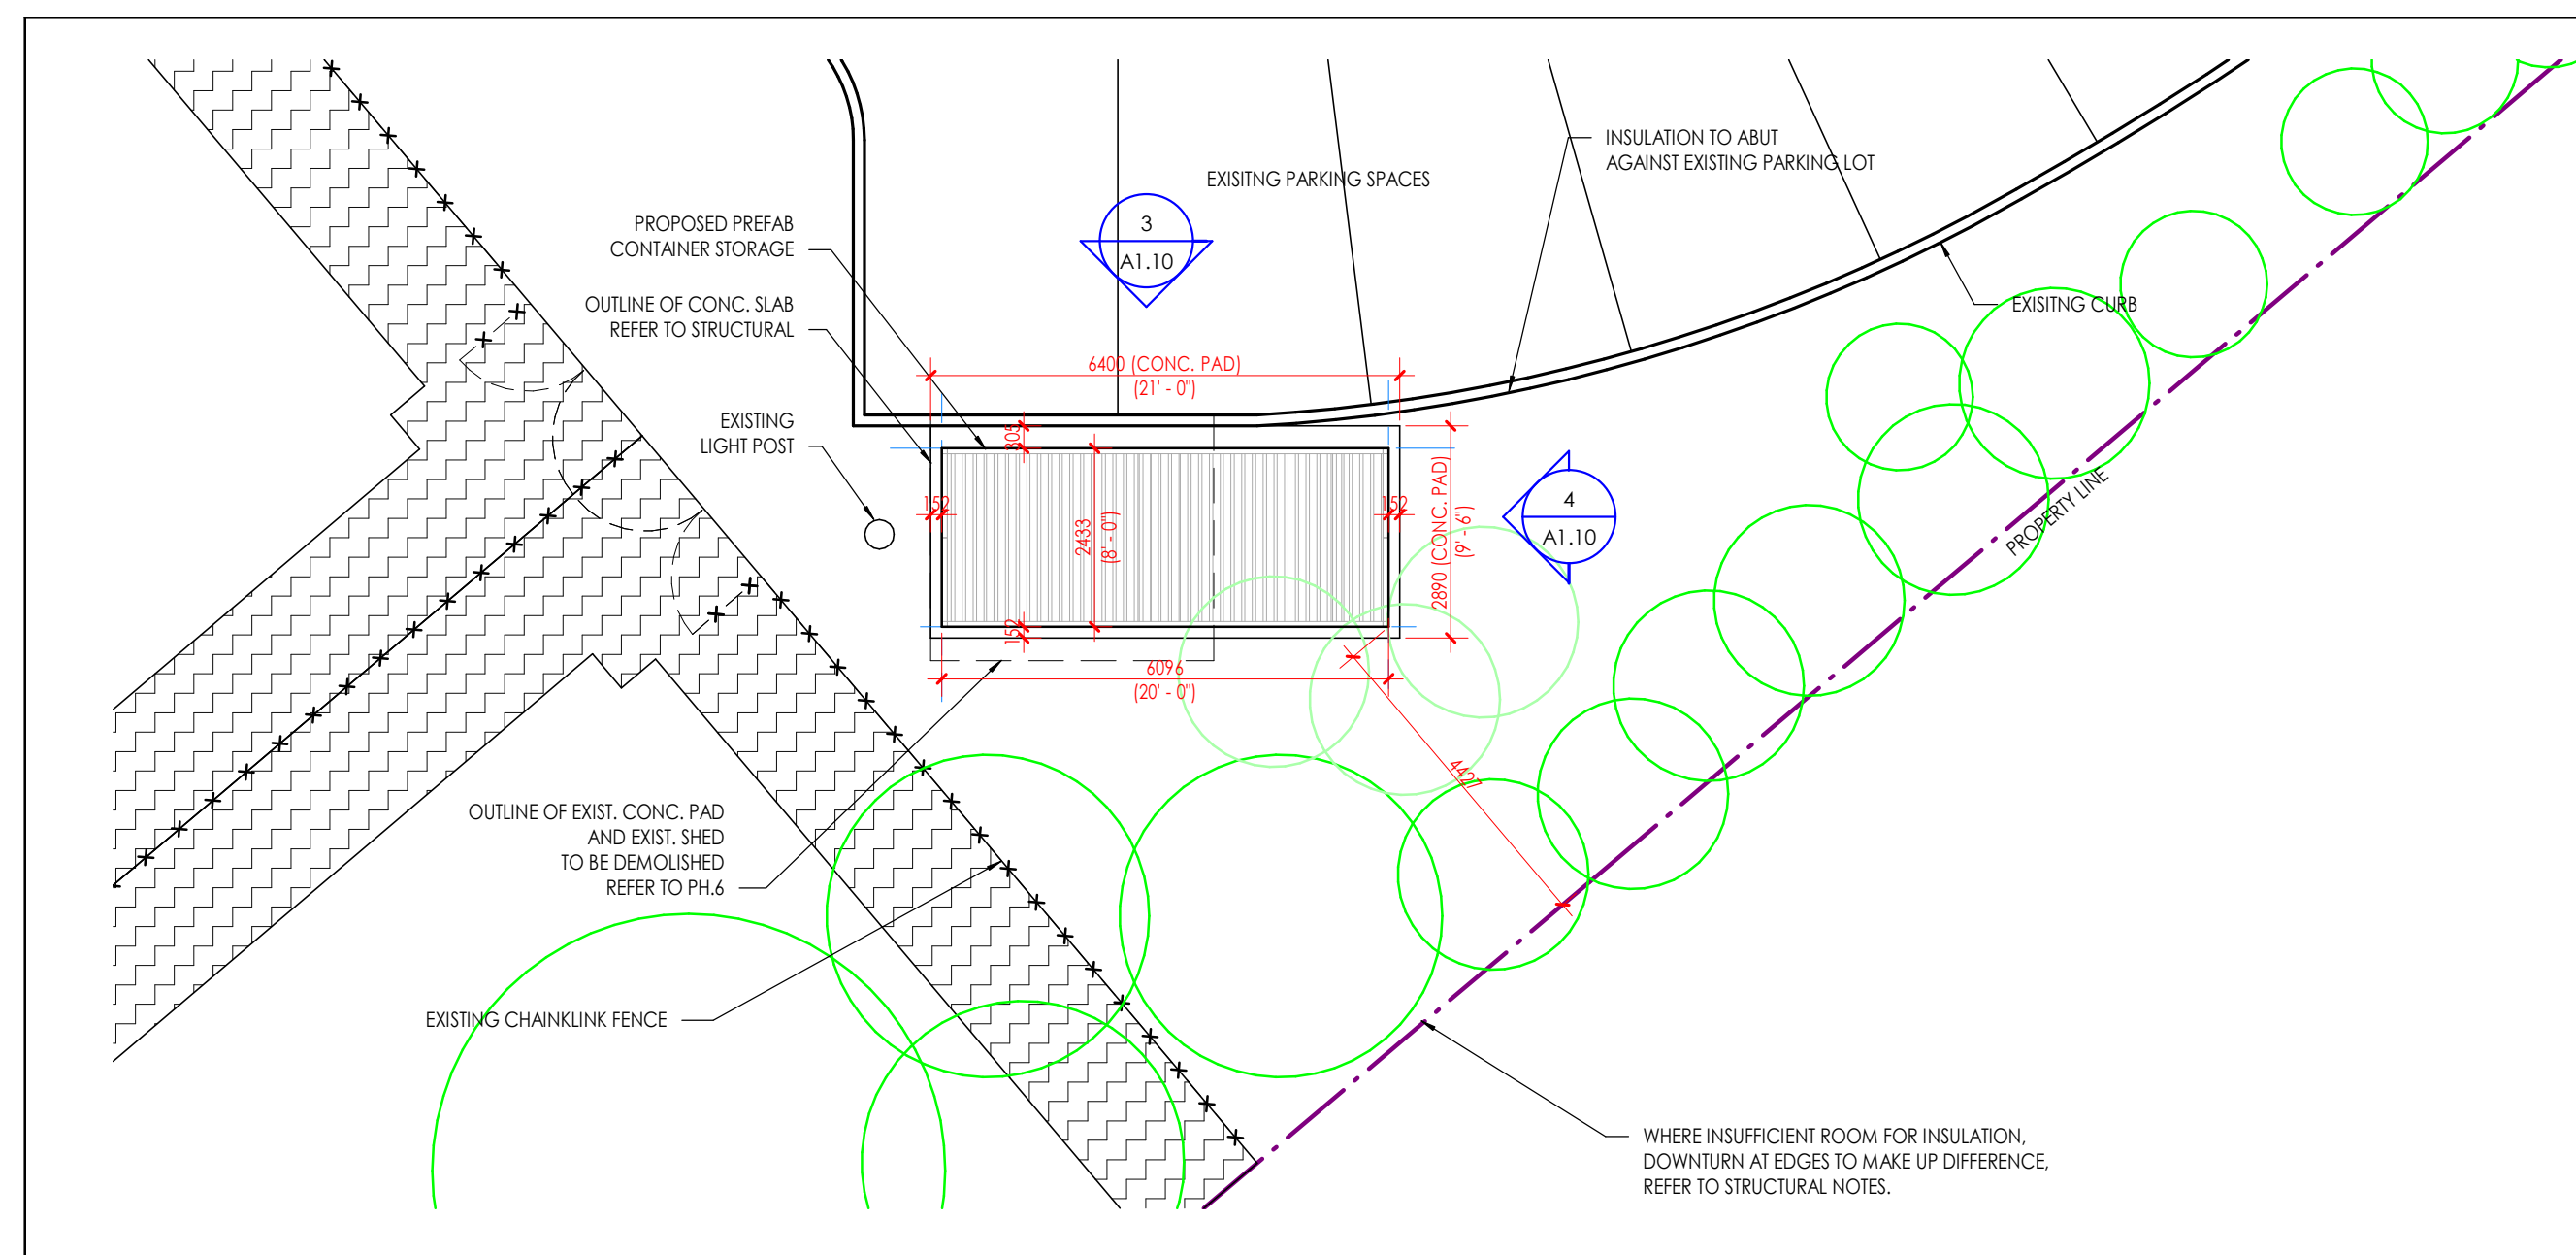 INSULATION TO ABUT
AGAINST EXISTING PARKING LOT
EXISITNG PARKING SPACES
PROPOSED PREFAB
CONTAINER STORAGE
3
A1.10
OUTLINE OF CONC. SLAB
REFER TO STRUCTURAL
EXISITNG CURB
6400 (CONC. PAD)
(21' - 0")
EXISTING
LIGHT POST
305
152
152
2433
(8' - 0")
2890 (CONC. PAD)
(9' - 6")
4
A1.10
PROPERTY LINE
152
6096
(20' - 0")
4427
OUTLINE OF EXIST. CONC. PAD
AND EXIST. SHED
TO BE DEMOLISHED
REFER TO PH.6
EXISTING CHAINKLINK FENCE
WHERE INSUFFICIENT ROOM FOR INSULATION,
DOWNTURN AT EDGES TO MAKE UP DIFFERENCE,
REFER TO STRUCTURAL NOTES.